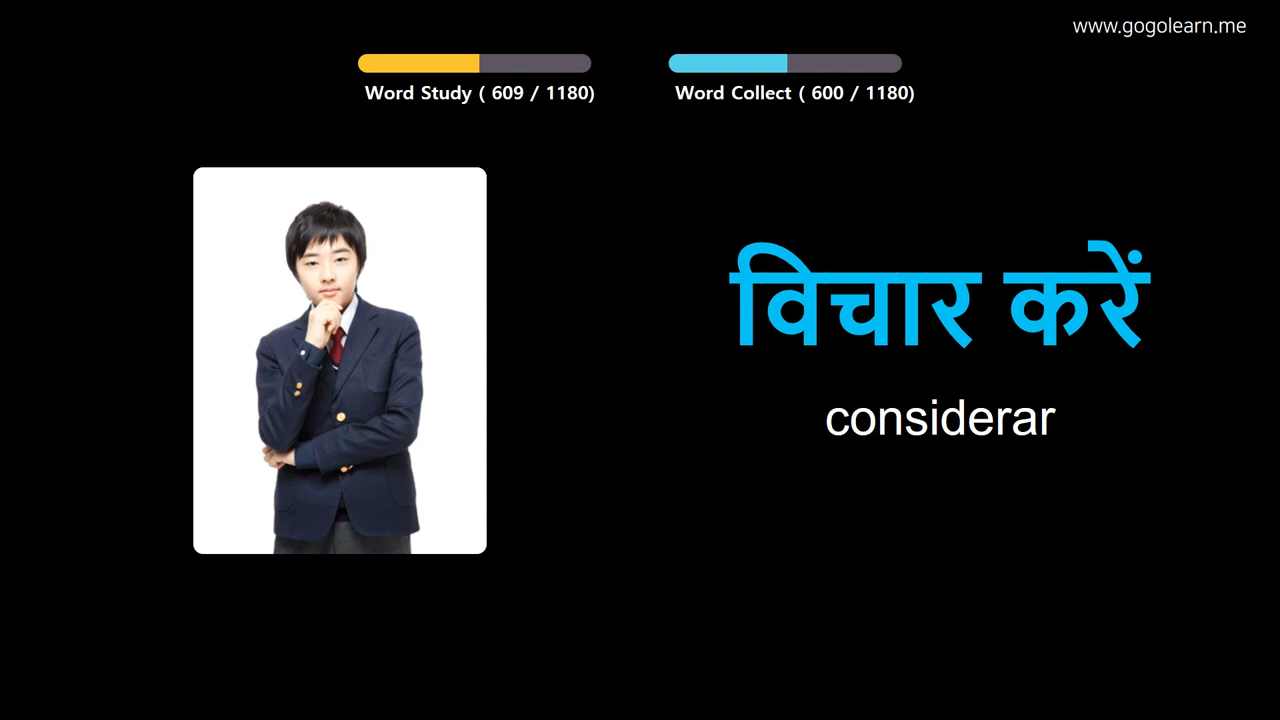 www.gogolearn.me
Word Study ( 609 / 1180)
Word Collect ( 600 / 1180)
विचार करें
considerar